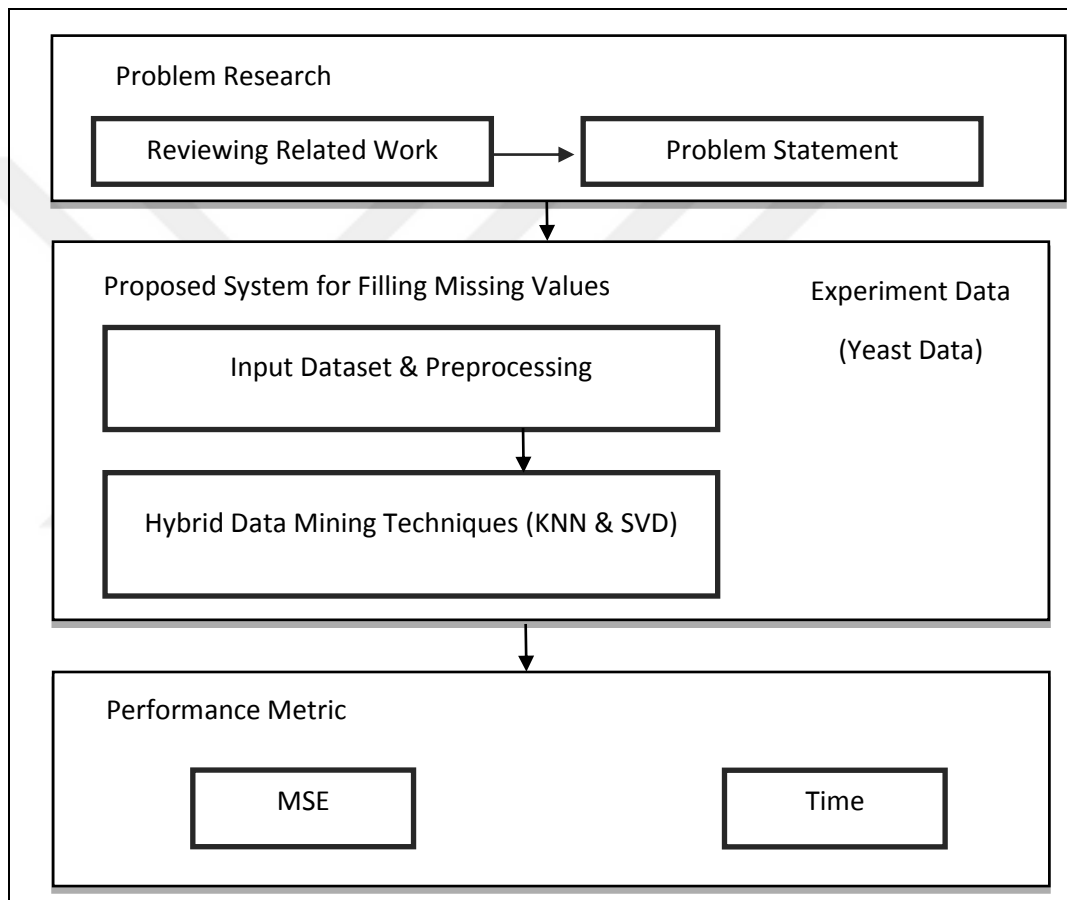 Problem Research
Reviewing Related Work
Problem Statement
Proposed System for Filling Missing Values
Experiment Data
(Yeast Data)
Input Dataset & Preprocessing
Hybrid Data Mining Techniques (KNN & SVD)
Performance Metric
MSE
Time